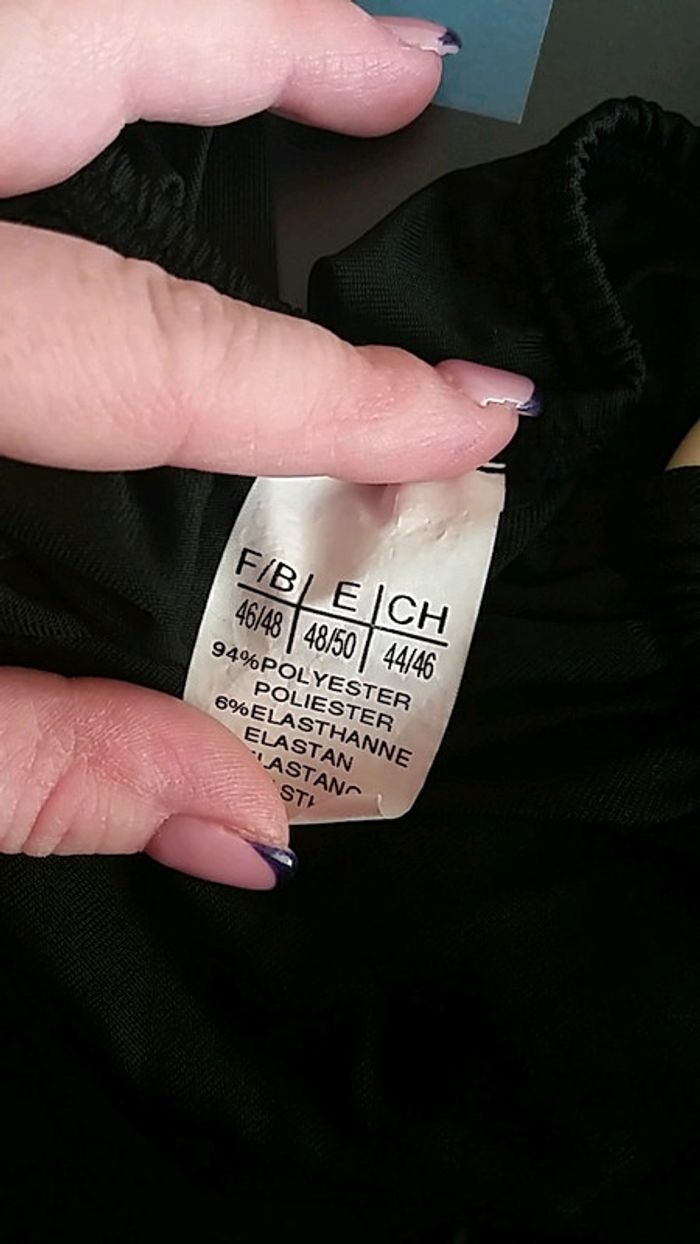 F/B E CH
46/48 48/50 44/46
94%POLYESTER
POLIESTER
6%ELASTHANNE
ELASTAN